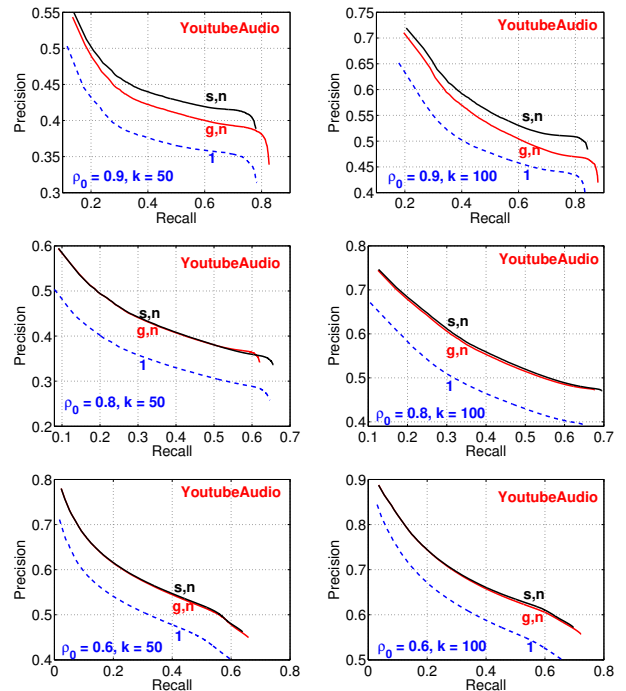 YoutubeAudio
0.55
0.5
0.45
0.4
0.35
0.3
Precision
s,n
g,n
1
ρ0 = 0.9, k = 50
0 0.2 0.4 0.6 0.8
Recall
YoutubeAudio
0.75
0.7
0.65
0.6
0.55
0.5
0.45
0.4
Precision
s,n
g,n
1
ρ0 = 0.9, k = 100
0 0.2 0.4 0.6 0.8
Recall
YoutubeAudio
0.6
0.5
0.4
0.3
0.2
Precision
s,n
g,n
1
ρ0 = 0.8, k = 50
0.1 0.2 0.3 0.4 0.5 0.6 0.7
Recall
YoutubeAudio
0.8
0.7
0.6
0.5
0.4
Precision
s,n
g,n
1
ρ0 = 0.8, k = 100
0.1 0.2 0.3 0.4 0.5 0.6 0.7
Recall
YoutubeAudio
0.8
0.7
0.6
0.5
0.4
Precision
s,n
g,n
1
ρ0 = 0.6, k = 50
0 0.2 0.4 0.6 0.8
Recall
YoutubeAudio
0.9
0.8
0.7
0.6
0.5
Precision
s,n
g,n
1
ρ0 = 0.6, k = 100
0 0.2 0.4 0.6 0.8
Recall